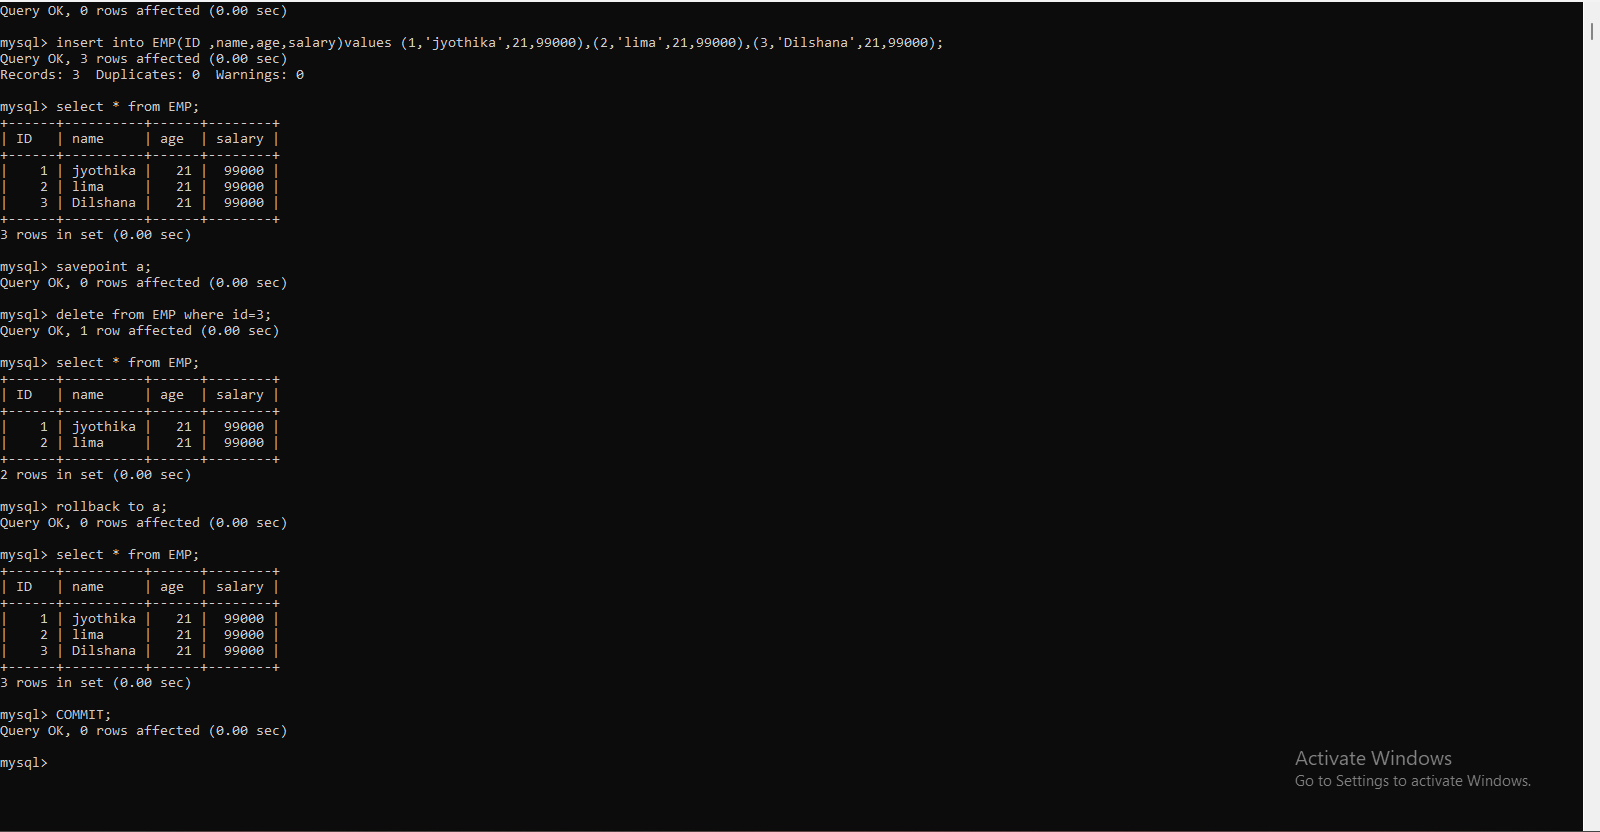 Query OK, 0 rows affected (0.00 sec)
mysql> insert into EMP(ID ,name,age,salary)values (1,'jyothika',21,99000),(2,'lima',21,99000),(3,'Dilshana',21,99000);
Query OK, 3 rows affected (0.00 sec)
Records: 3  Duplicates: 0  Warnings: 0
mysql> select * from EMP;
+------+----------+------+--------+
| ID   | name     | age  | salary |
+------+----------+------+--------+
|    1 | jyothika |   21 |  99000 |
|    2 | lima     |   21 |  99000 |
|    3 | Dilshana |   21 |  99000 |
+------+----------+------+--------+
3 rows in set (0.00 sec)
mysql> savepoint a;
Query OK, 0 rows affected (0.00 sec)
mysql> delete from EMP where id=3;
Query OK, 1 row affected (0.00 sec)
mysql> select * from EMP;
+------+----------+------+--------+
| ID   | name     | age  | salary |
+------+----------+------+--------+
|    1 | jyothika |   21 |  99000 |
|    2 | lima     |   21 |  99000 |
+------+----------+------+--------+
2 rows in set (0.00 sec)
mysql> rollback to a;
Query OK, 0 rows affected (0.00 sec)
mysql> select * from EMP;
+------+----------+------+--------+
| ID   | name     | age  | salary |
+------+----------+------+--------+
|    1 | jyothika |   21 |  99000 |
|    2 | lima     |   21 |  99000 |
|    3 | Dilshana |   21 |  99000 |
+------+----------+------+--------+
3 rows in set (0.00 sec)
mysql> COMMIT;
Query OK, 0 rows affected (0.00 sec)
mysql>
Activate Windows
Go to Settings to activate Windows.